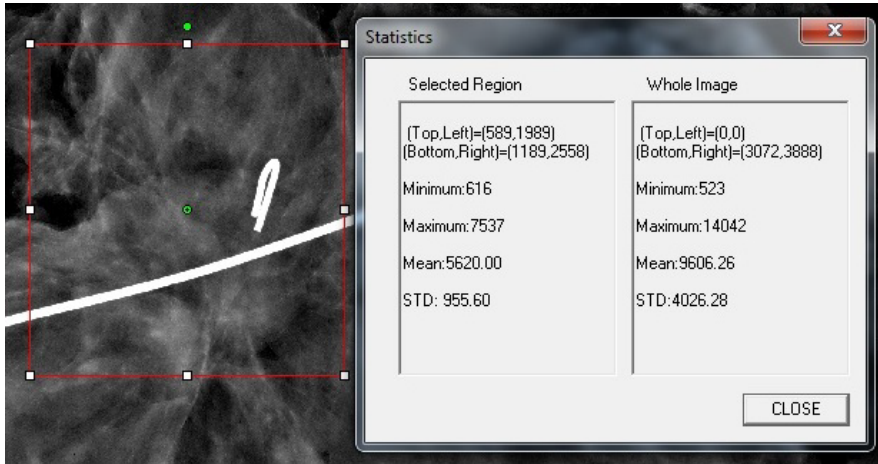 Statistics
Selected Region
(Top,Left)=(589,1989)
(Bottom,Right)=(1189,2558)
Minimum:616
Maximum:7537
Mean:5620.00
STD: 955.60
Whole Image
(Top,Left)=(0,0)
(Bottom,Right)=(3072,3888)
Minimum:523
Maximum:14042
Mean:9606.26
STD:4026.28
CLOSE